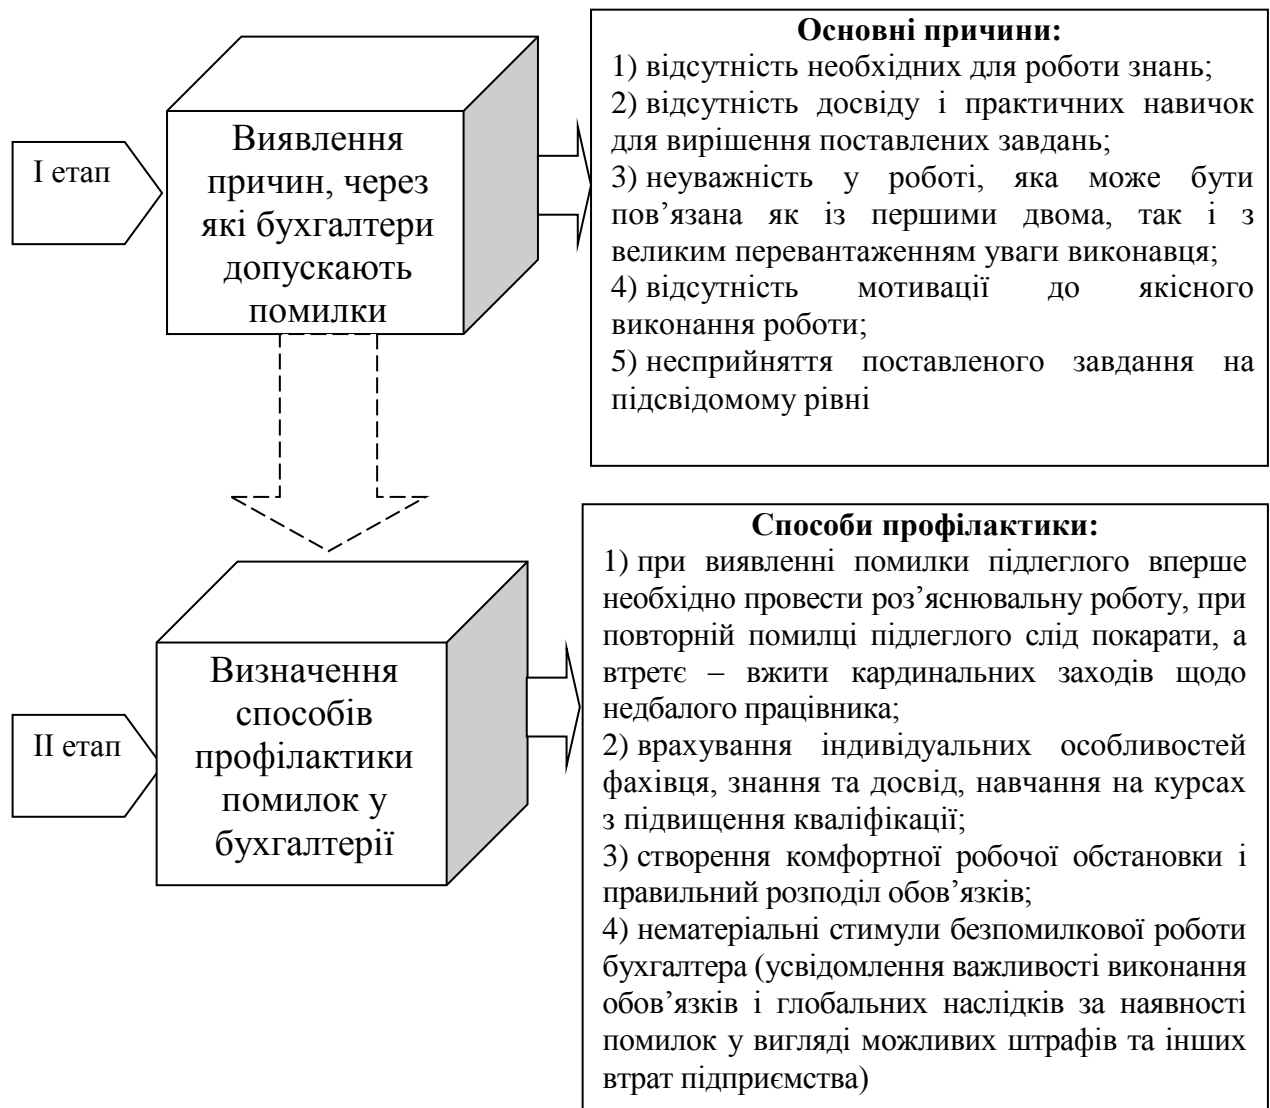 І етап
Виявлення
причин, через
які бухгалтери
допускають
помилки
Основні причини:
1) відсутність необхідних для роботи знань;
2) відсутність досвіду і практичних навичок
для вирішення поставлених завдань;
3) неуважність у роботі, яка може бути
пов’язана як із першими двома, так і з
великим перевантаженням уваги виконавця;
4) відсутність мотивації до якісного
виконання роботи;
5) несприйняття поставленого завдання на
підсвідомому рівні
ІІ етап
Визначення
способів
профілактики
помилок у
бухгалтерії
Способи профілактики:
1) при виявленні помилки підлеглого вперше
необхідно провести роз’яснювальну роботу, при
повторній помилці підлеглого слід покарати, а
втретє – вжити кардинальних заходів щодо
недбалого працівника;
2) врахування індивідуальних особливостей
фахівця, знання та досвід, навчання на курсах
з підвищення кваліфікації;
3) створення комфортної робочої обстановки і
правильний розподіл обов’язків;
4) нематеріальні стимули безпомилкової роботи
бухгалтера (усвідомлення важливості виконання
обов’язків і глобальних наслідків за наявності
помилок у вигляді можливих штрафів та інших
втрат підприємства)